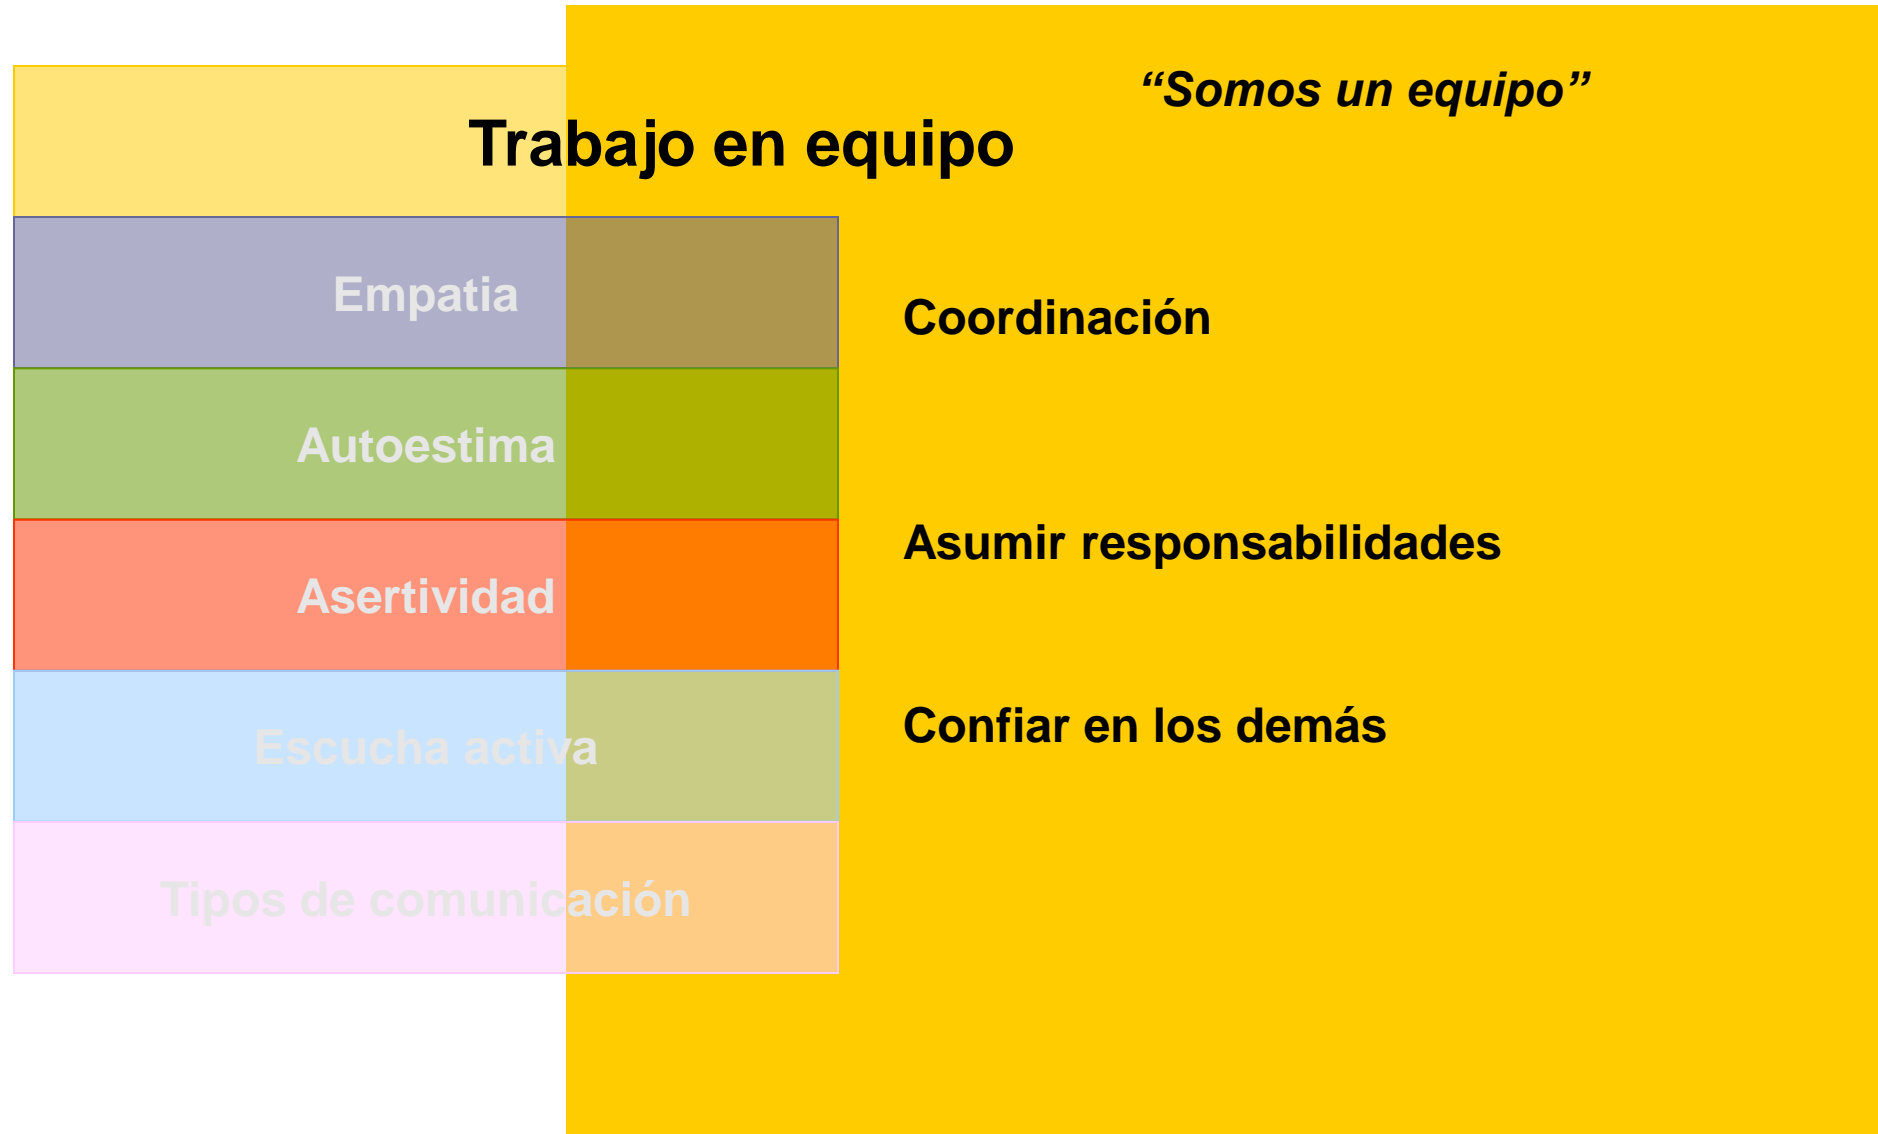 “Somos un equipo”
Trabajo en equipo
Empatia
Autoestima
Asertividad
Escucha activa
Tipos de comunicación
Coordinación
Asumir responsabilidades
Confiar en los demás